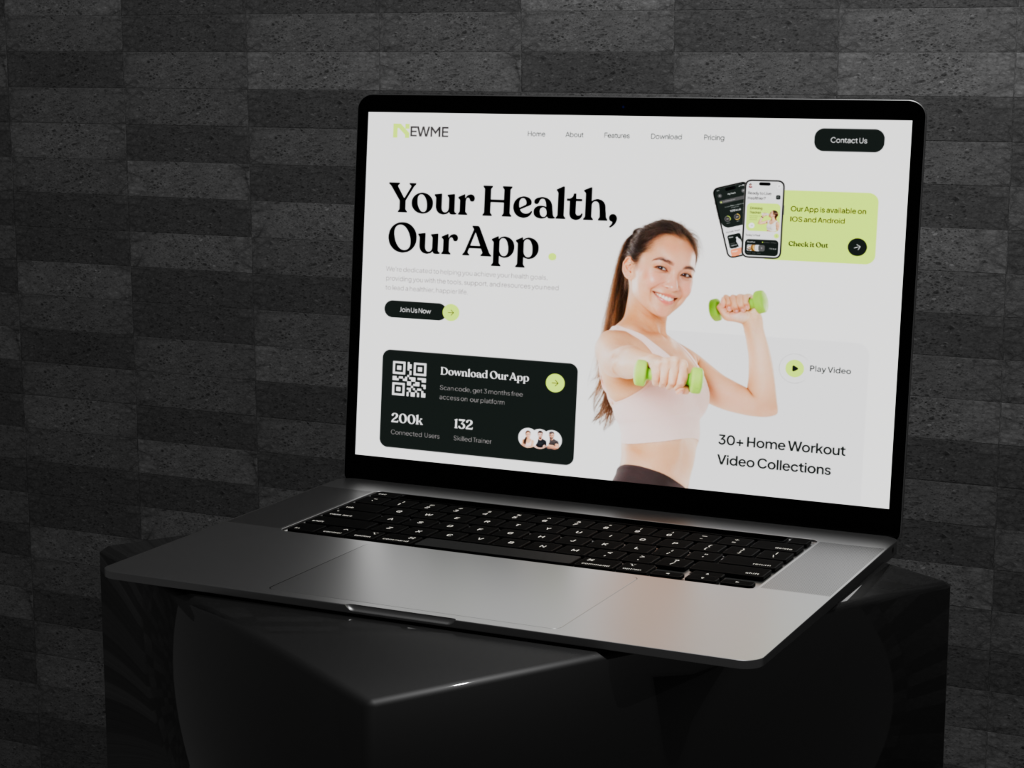 NEWME
Home
About
Features
Download
Pricing
Contact Us
Your Health,
Our App
We're dedicated to helping you achieve your health goals,
providing you with the tools, support, and resources you need
to lead a healthier, happier life.
Join Us Now
Our App is available on
IOS and Android
Check it Out
Play Video
Download Our App
Scan code, get 3 months free
access on our platform
200k
Connected Users
132
Skilled Trainer
30+ Home Workout
Video Collections